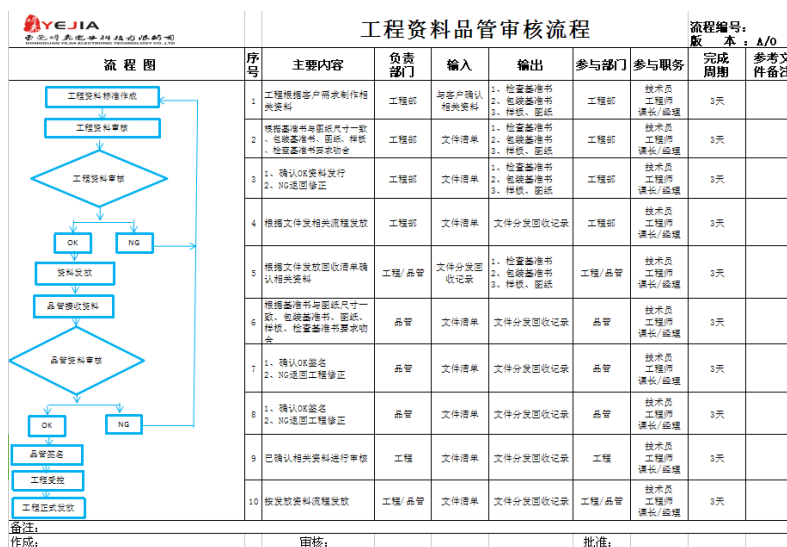 YEJIA
DONGGUAN YEJIA ELECTRONIC TECHNOLOGY CO.,LTD
工程资料品管审核流程
流程编号:
版 本 : A/0
流 程 图
序号
主要内容
负责部门
输入
输出
参与部门
参与职务
完成周期
参考文件备注
工程资料标准作成
工程资料审核
工程资料审核
OK
NG
资料发放
品管接收资料
品管资料审核
OK
NG
品管签名
工程受控
工程正式发放
1
工程根据客户需求制作相
关资料
工程部
与客户确认
相关资料
1、检查基准书
2、包装基准书
3、样板、图纸
工程部
技术员
工程师
课长/经理
3天
2
根据基准书与图纸尺寸一致
、包装基准书、图纸、样板
、检查基准书要求吻合
工程部
文件清单
1、检查基准书
2、包装基准书
3、样板、图纸
工程部
技术员
工程师
课长/经理
3天
3
1、确认OK资料发行
2、NG返回修正
工程部
文件清单
1、检查基准书
2、包装基准书
3、样板、图纸
工程部
技术员
工程师
课长/经理
3天
4
根据文件发相关流程发放
工程部
文件清单
文件分发回收记录
工程部
技术员
工程师
课长/经理
3天
5
根据文件发放回收清单确
认相关资料
工程/品管
文件分发回
收记录
1、检查基准书
2、包装基准书
3、样板、图纸
工程/品管
技术员
工程师
课长/经理
3天
6
根据基准书与图纸尺寸一
致、包装基准书、图纸、
样板、检查基准书要求吻
合
品管
文件清单
文件分发回收记录
品管
技术员
工程师
课长/经理
3天
7
1、确认OK签名
2、NG返回工程修正
品管
文件清单
文件分发回收记录
品管
技术员
工程师
课长/经理
3天
8
1、确认OK签名
2、NG返回工程修正
品管
文件清单
文件分发回收记录
品管
技术员
工程师
课长/经理
3天
9
已确认相关资料进行审核
工程
文件清单
文件分发回收记录
工程
技术员
工程师
课长/经理
3天
10
按发放资料流程发放
工程/品管
文件清单
文件分发回收记录
工程/品管
技术员
工程师
课长/经理
3天
备注:
作成:
审核:
批准: